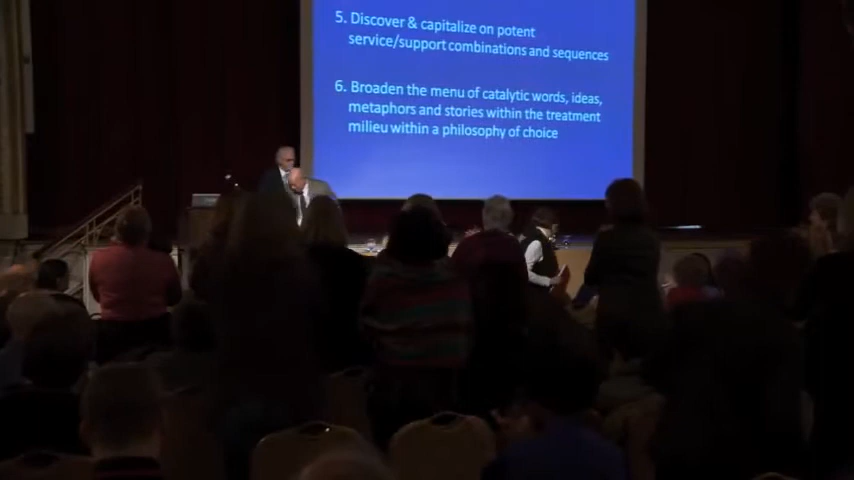 5. Discover & capitalize on potent
service/support combinations and sequences
6. Broaden the menu of catalytic words, ideas,
metaphors and stories within the treatment
milieu within a philosophy of choice